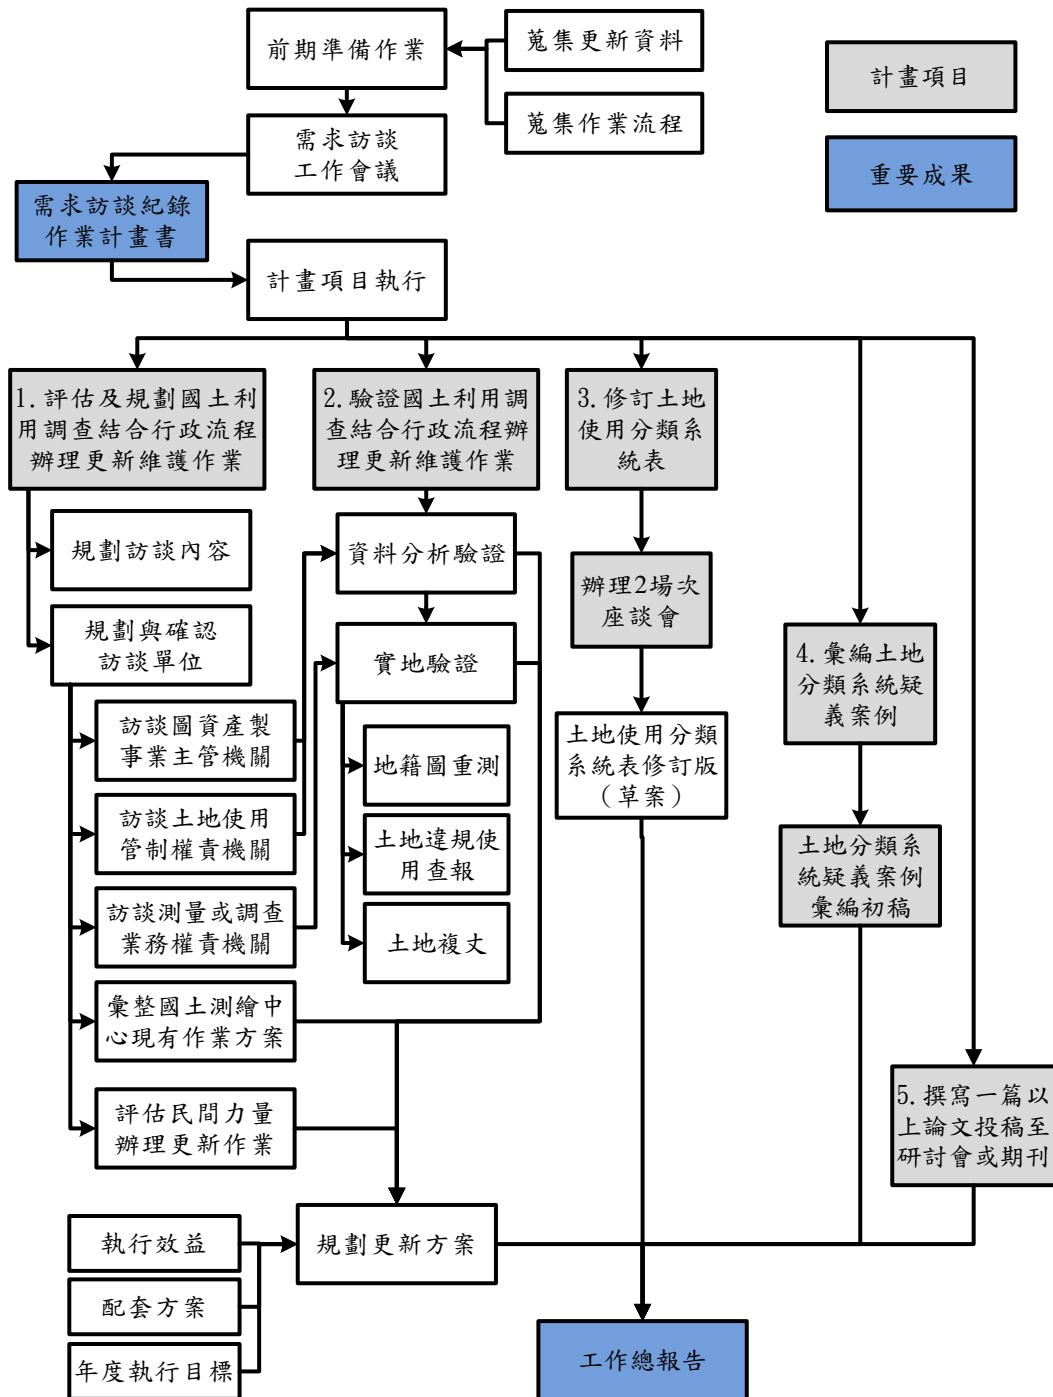 前期準備作業
蒐集更新資料
蒐集作業流程
計畫項目
重要成果
需求訪談
工作會議
需求訪談紀錄
作業計畫書
計畫項目執行
1.評估及規劃國土利
用調查結合行政流程
辦理更新維護作業
2.驗證國土利用調
查結合行政流程辦
理更新維護作業
3.修訂土地
使用分類系
統表
規劃訪談內容
規劃與確認
訪談單位
訪談圖資產製
事業主管機關
訪談土地使用
管制權責機關
訪談測量或調查
業務權責機關
彙整國土測繪中
心現有作業方案
評估民間力量
辦理更新作業
資料分析驗證
實地驗證
地籍圖重測
土地違規使
用查報
土地複丈
辦理2場次
座談會
土地使用分類
系統表修訂版
（草案）
4.彙編土地
分類系統疑
義案例
土地分類系
統疑義案例
彙編初稿
5.撰寫一篇以
上論文投稿至
研討會或期刊
執行效益
配套方案
年度執行目標
規劃更新方案
工作總報告